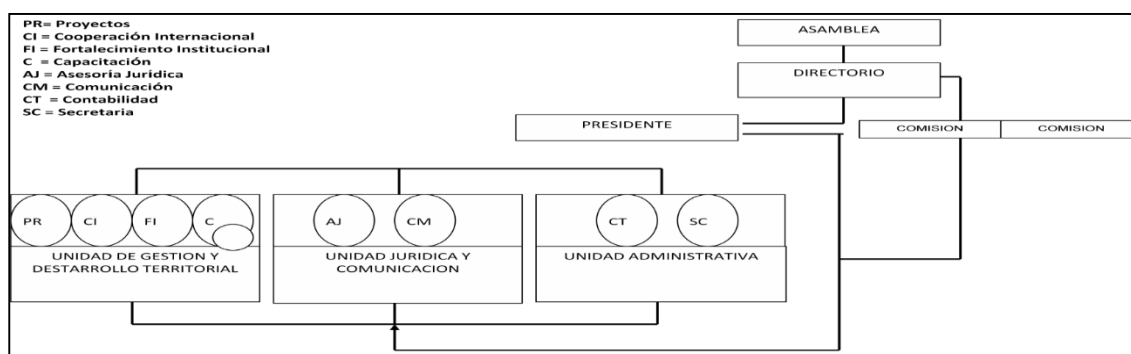 PR= Proyectos
CI = Cooperación Internacional
FI = Fortalecimiento Institucional
C = Capacitación
AJ = Asesoría Jurídica
CM = Comunicación
CT = Contabilidad
SC = Secretaria
ASAMBLEA
DIRECTORIO
PRESIDENTE
COMISION COMISION
PR CI FI C AJ CM CT SC
UNIDAD DE GESTION Y
DESTARROLLO TERRITORIAL
UNIDAD JURIDICA Y
COMUNICACION
UNIDAD ADMINISTRATIVA